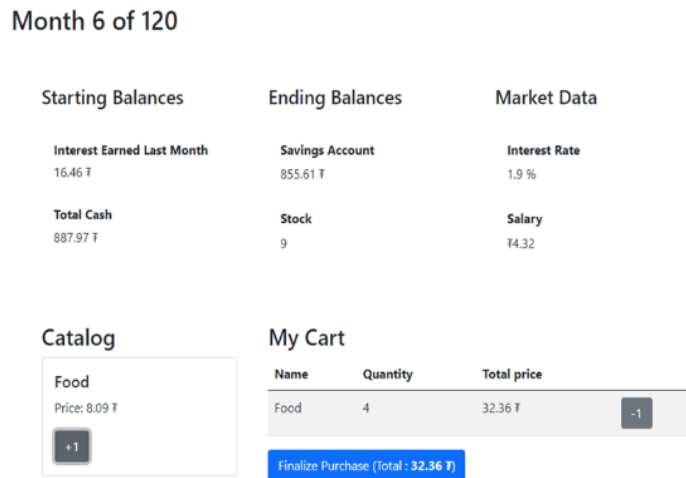 Month 6 of 120
Starting Balances
Interest Earned Last Month
16.46 ₮
Total Cash
887.97 ₮
Ending Balances
Savings Account
855.61 ₮
Stock
9
Market Data
Interest Rate
1.9 %
Salary
₮4.32
Catalog
Food
Price: 8.09 ₮
+1
My Cart
Name Quantity Total price
Food 4 32.36 ₮ -1
Finalize Purchase (Total : 32.36 ₮)